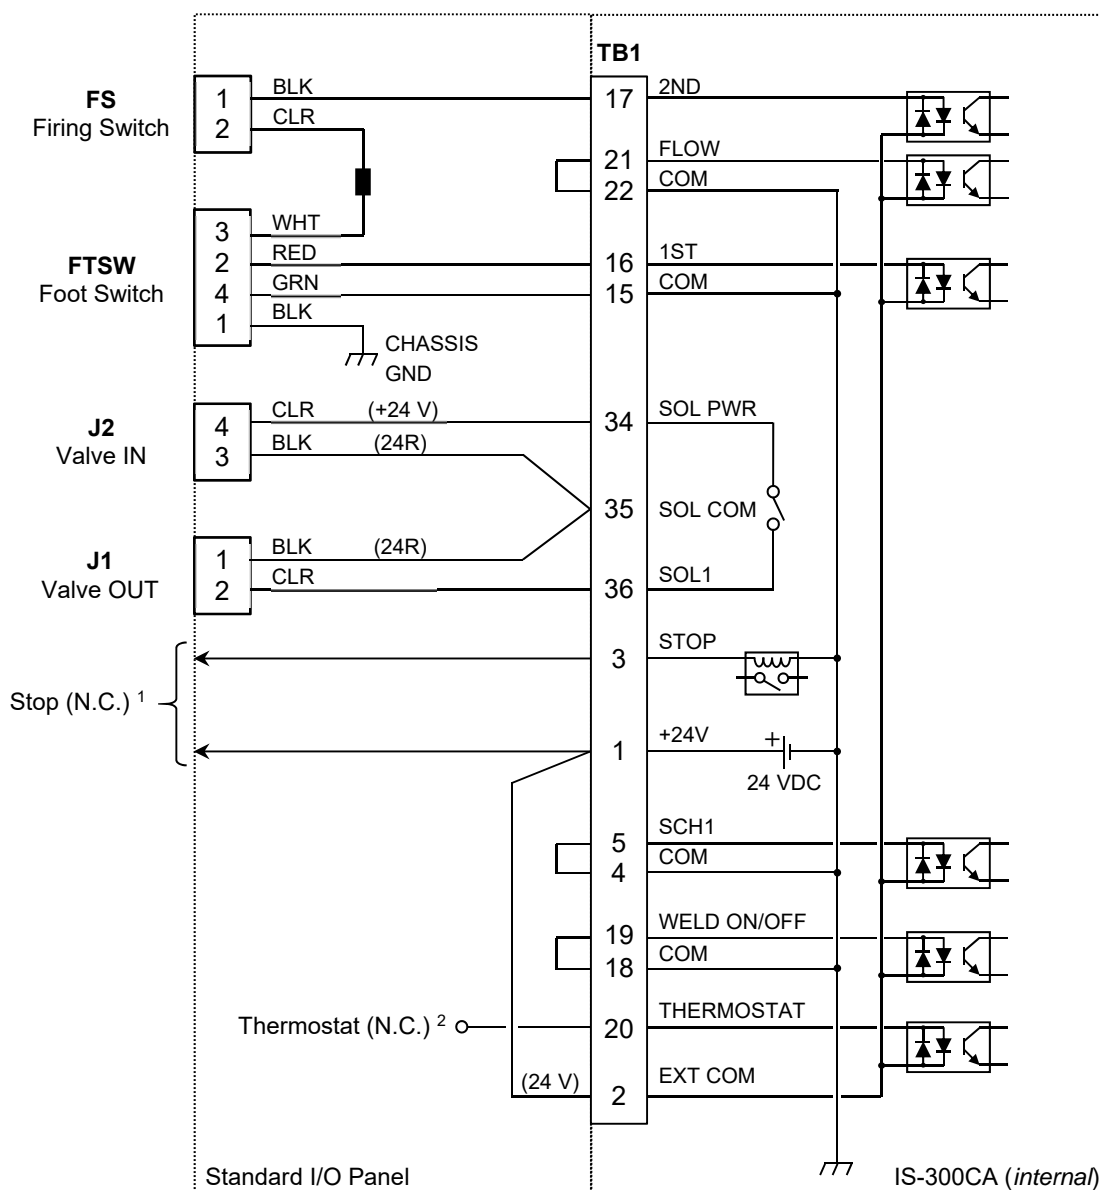 TB1
FS
Firing Switch
1
BLK
17
2ND
2
CLR
21
FLOW
22
COM
FTSW
Foot Switch
3
WHT
2
RED
16
1ST
4
GRN
15
COM
1
BLK
CHASSIS
GND
J2
Valve IN
4
CLR
(+24 V)
34
SOL PWR
3
BLK
(24R)
35
SOL COM
J1
Valve OUT
1
BLK
(24R)
2
CLR
36
SOL1
3
STOP
Stop (N.C.) 1
1
+24V
+
24 VDC
5
SCH1
4
COM
19
WELD ON/OFF
18
COM
Thermostat (N.C.) 2
20
THERMOSTAT
(24 V)
2
EXT COM
Standard I/O Panel
IS-300CA (internal)